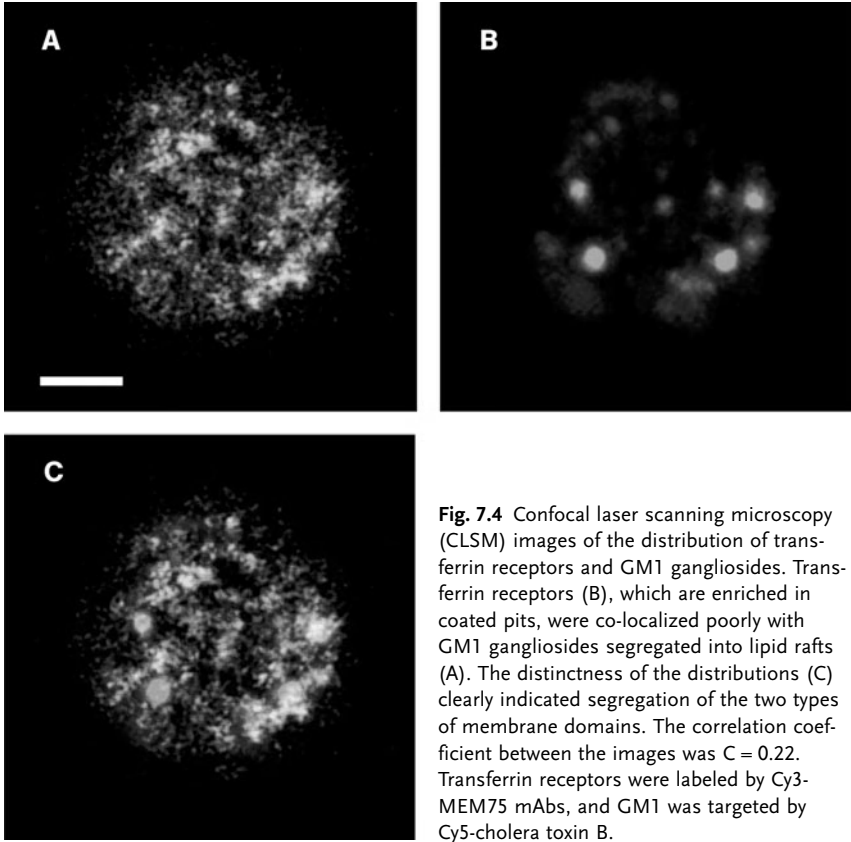 A
B
C
Fig. 7.4 Confocal laser scanning microscopy
(CLSM) images of the distribution of trans-
ferrin receptors and GM1 gangliosides. Trans-
ferrin receptors (B), which are enriched in
coated pits, were co-localized poorly with
GM1 gangliosides segregated into lipid rafts
(A). The distinctness of the distributions (C)
clearly indicated segregation of the two types
of membrane domains. The correlation coef-
ficient between the images was C = 0.22.
Transferrin receptors were labeled by Cy3-
MEM75 mAbs, and GM1 was targeted by
Cy5-cholera toxin B.